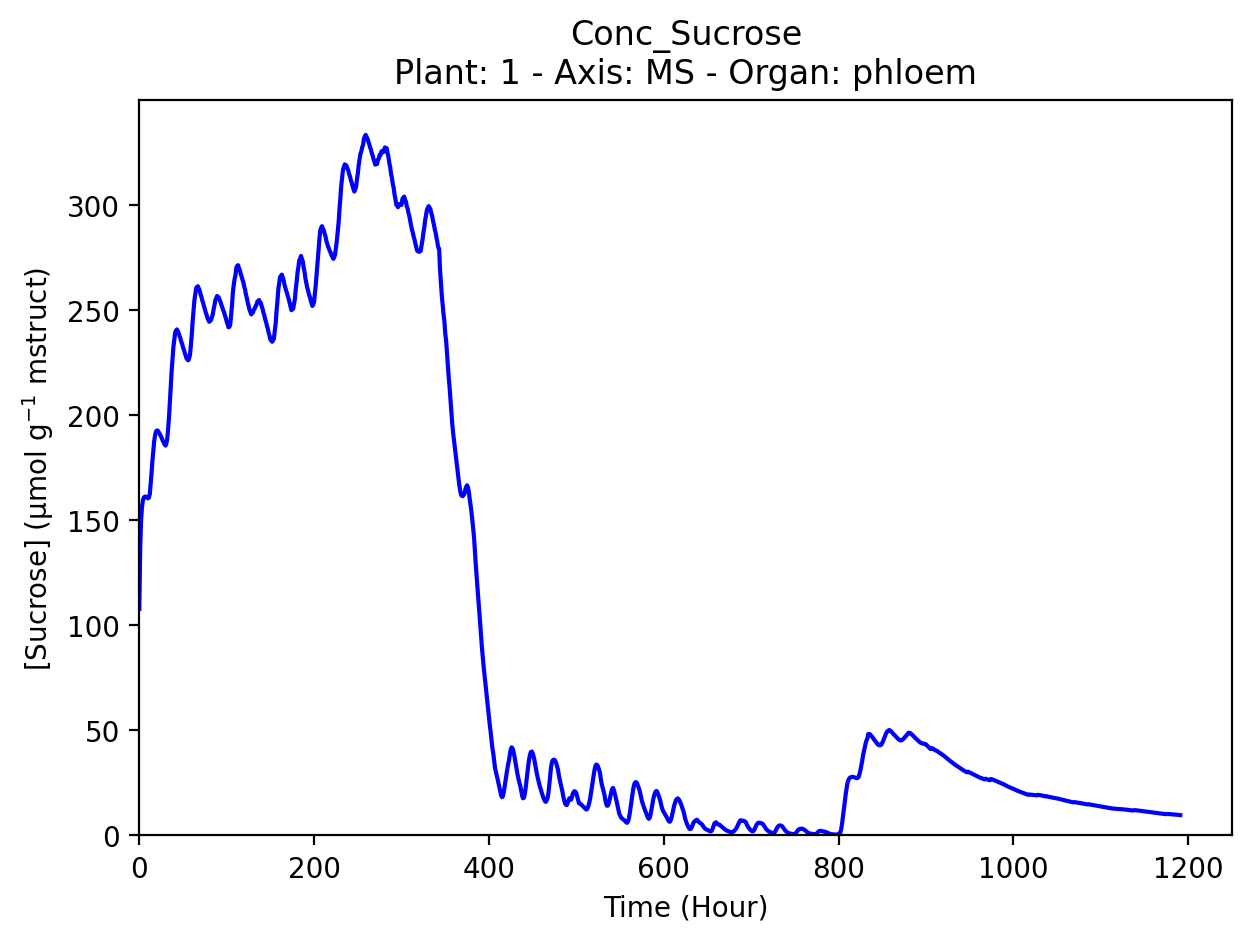 Conc_Sucrose
Plant: 1 - Axis: MS - Organ: phloem
[Sucrose] (µmol g⁻¹ mstruct)
300
250
200
150
100
50
0
0 200 400 600 800 1000 1200
Time (Hour)